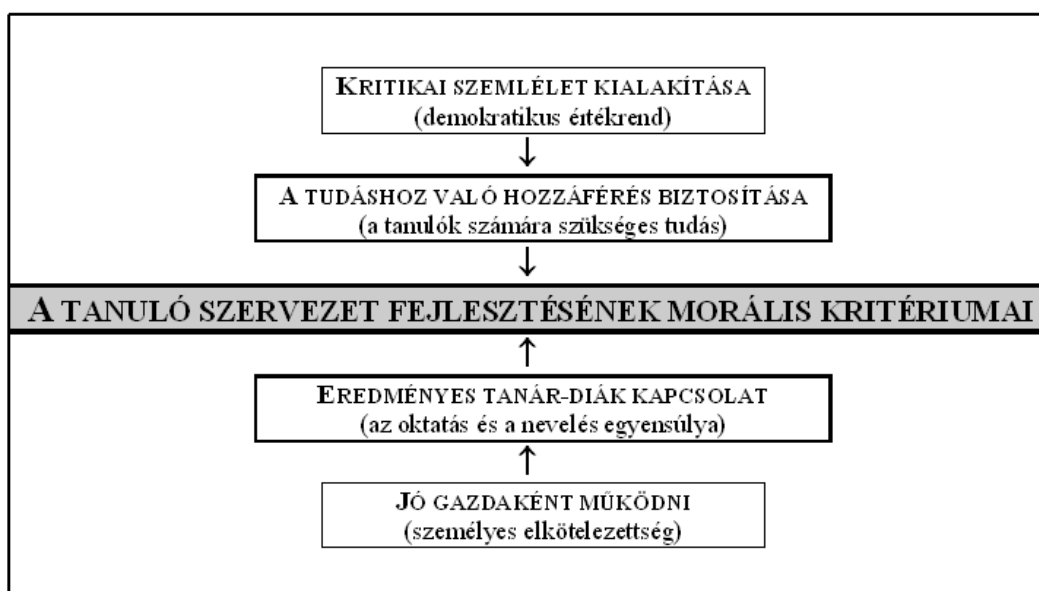 KRITIKAI SZEMLÉLET KIALAKÍTÁSA
(demokratikus értékrend)
↓
A TUDÁSHOZ VALÓ HOZZÁFÉRÉS BIZTOSÍTÁSA
(a tanulók számára szükséges tudás)
↓
A TANULÓ SZERVEZET FEJLESZTÉSÉNEK MORÁLIS KRITÉRIUMAI
↑
EREDMÉNYES TANÁR-DIÁK KAPCSOLAT
(az oktatás és a nevelés egyensúlya)
↑
JÓ GAZDAKÉNT MŰKÖDNI
(személyes elkötelezettség)